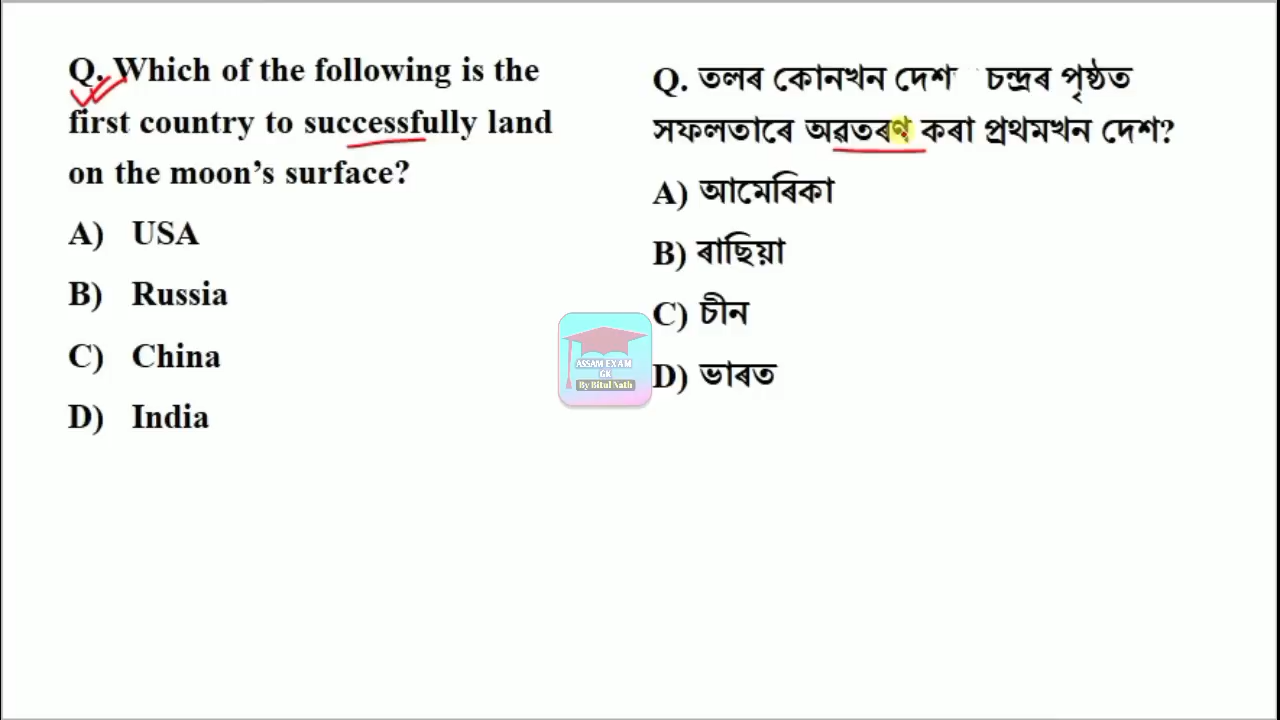 Q. Which of the following is the
first country to successfully land
on the moon's surface?
A) USA
B) Russia
C) China
D) India
Q. তলৰ কোনখন দেশ চন্দ্ৰৰ পৃষ্ঠত
সফলতাৰে অৱতৰণ কৰা প্ৰথমখন দেশ?
A) আমেৰিকা
B) ৰাছিয়া
C) চীন
D) ভাৰত
ASSAM EXAM
GK
By Bitul Nath